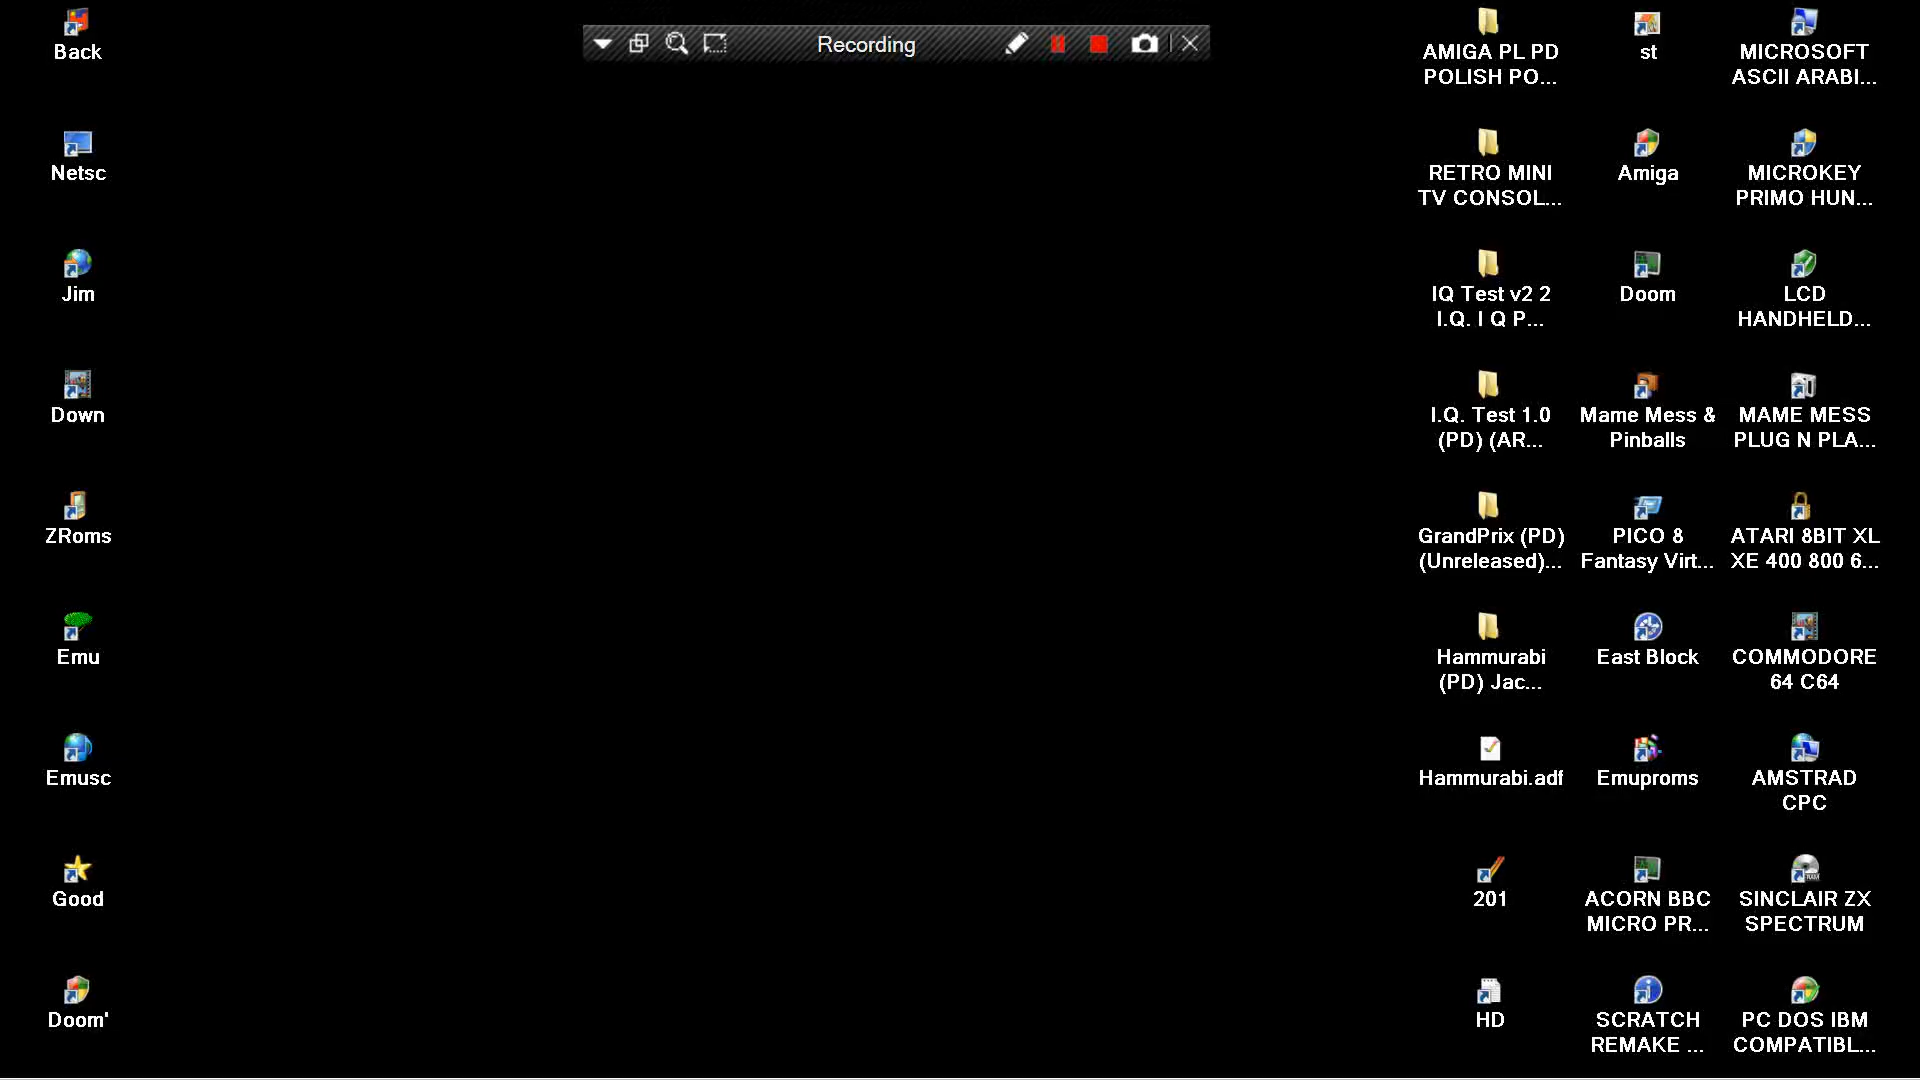 Back
Netsc
Jim
Down
ZRoms
Emu
Emusc
Good
Doom'
Recording
AMIGA PL PD
POLISH PO...
RETRO MINI
TV CONSOL...
IQ Test v2 2
I.Q. I Q P...
I.Q. Test 1.0
(PD) (AR...
GrandPrix (PD)
(Unreleased)...
Hammurabi
(PD) Jac...
Hammurabi.adf
201
HD
st
Amiga
Doom
Mame Mess &
Pinballs
PICO 8
Fantasy Virt...
East Block
Emuproms
ACORN BBC
MICRO PR...
SCRATCH
REMAKE ...
MICROSOFT
ASCII ARABI...
MICROKEY
PRIMO HUN...
LCD
HANDHELD...
MAME MESS
PLUG N PLA...
ATARI 8BIT XL
XE 400 800 6...
COMMODORE
64 C64
AMSTRAD
CPC
SINCLAIR ZX
SPECTRUM
PC DOS IBM
COMPATIBL...